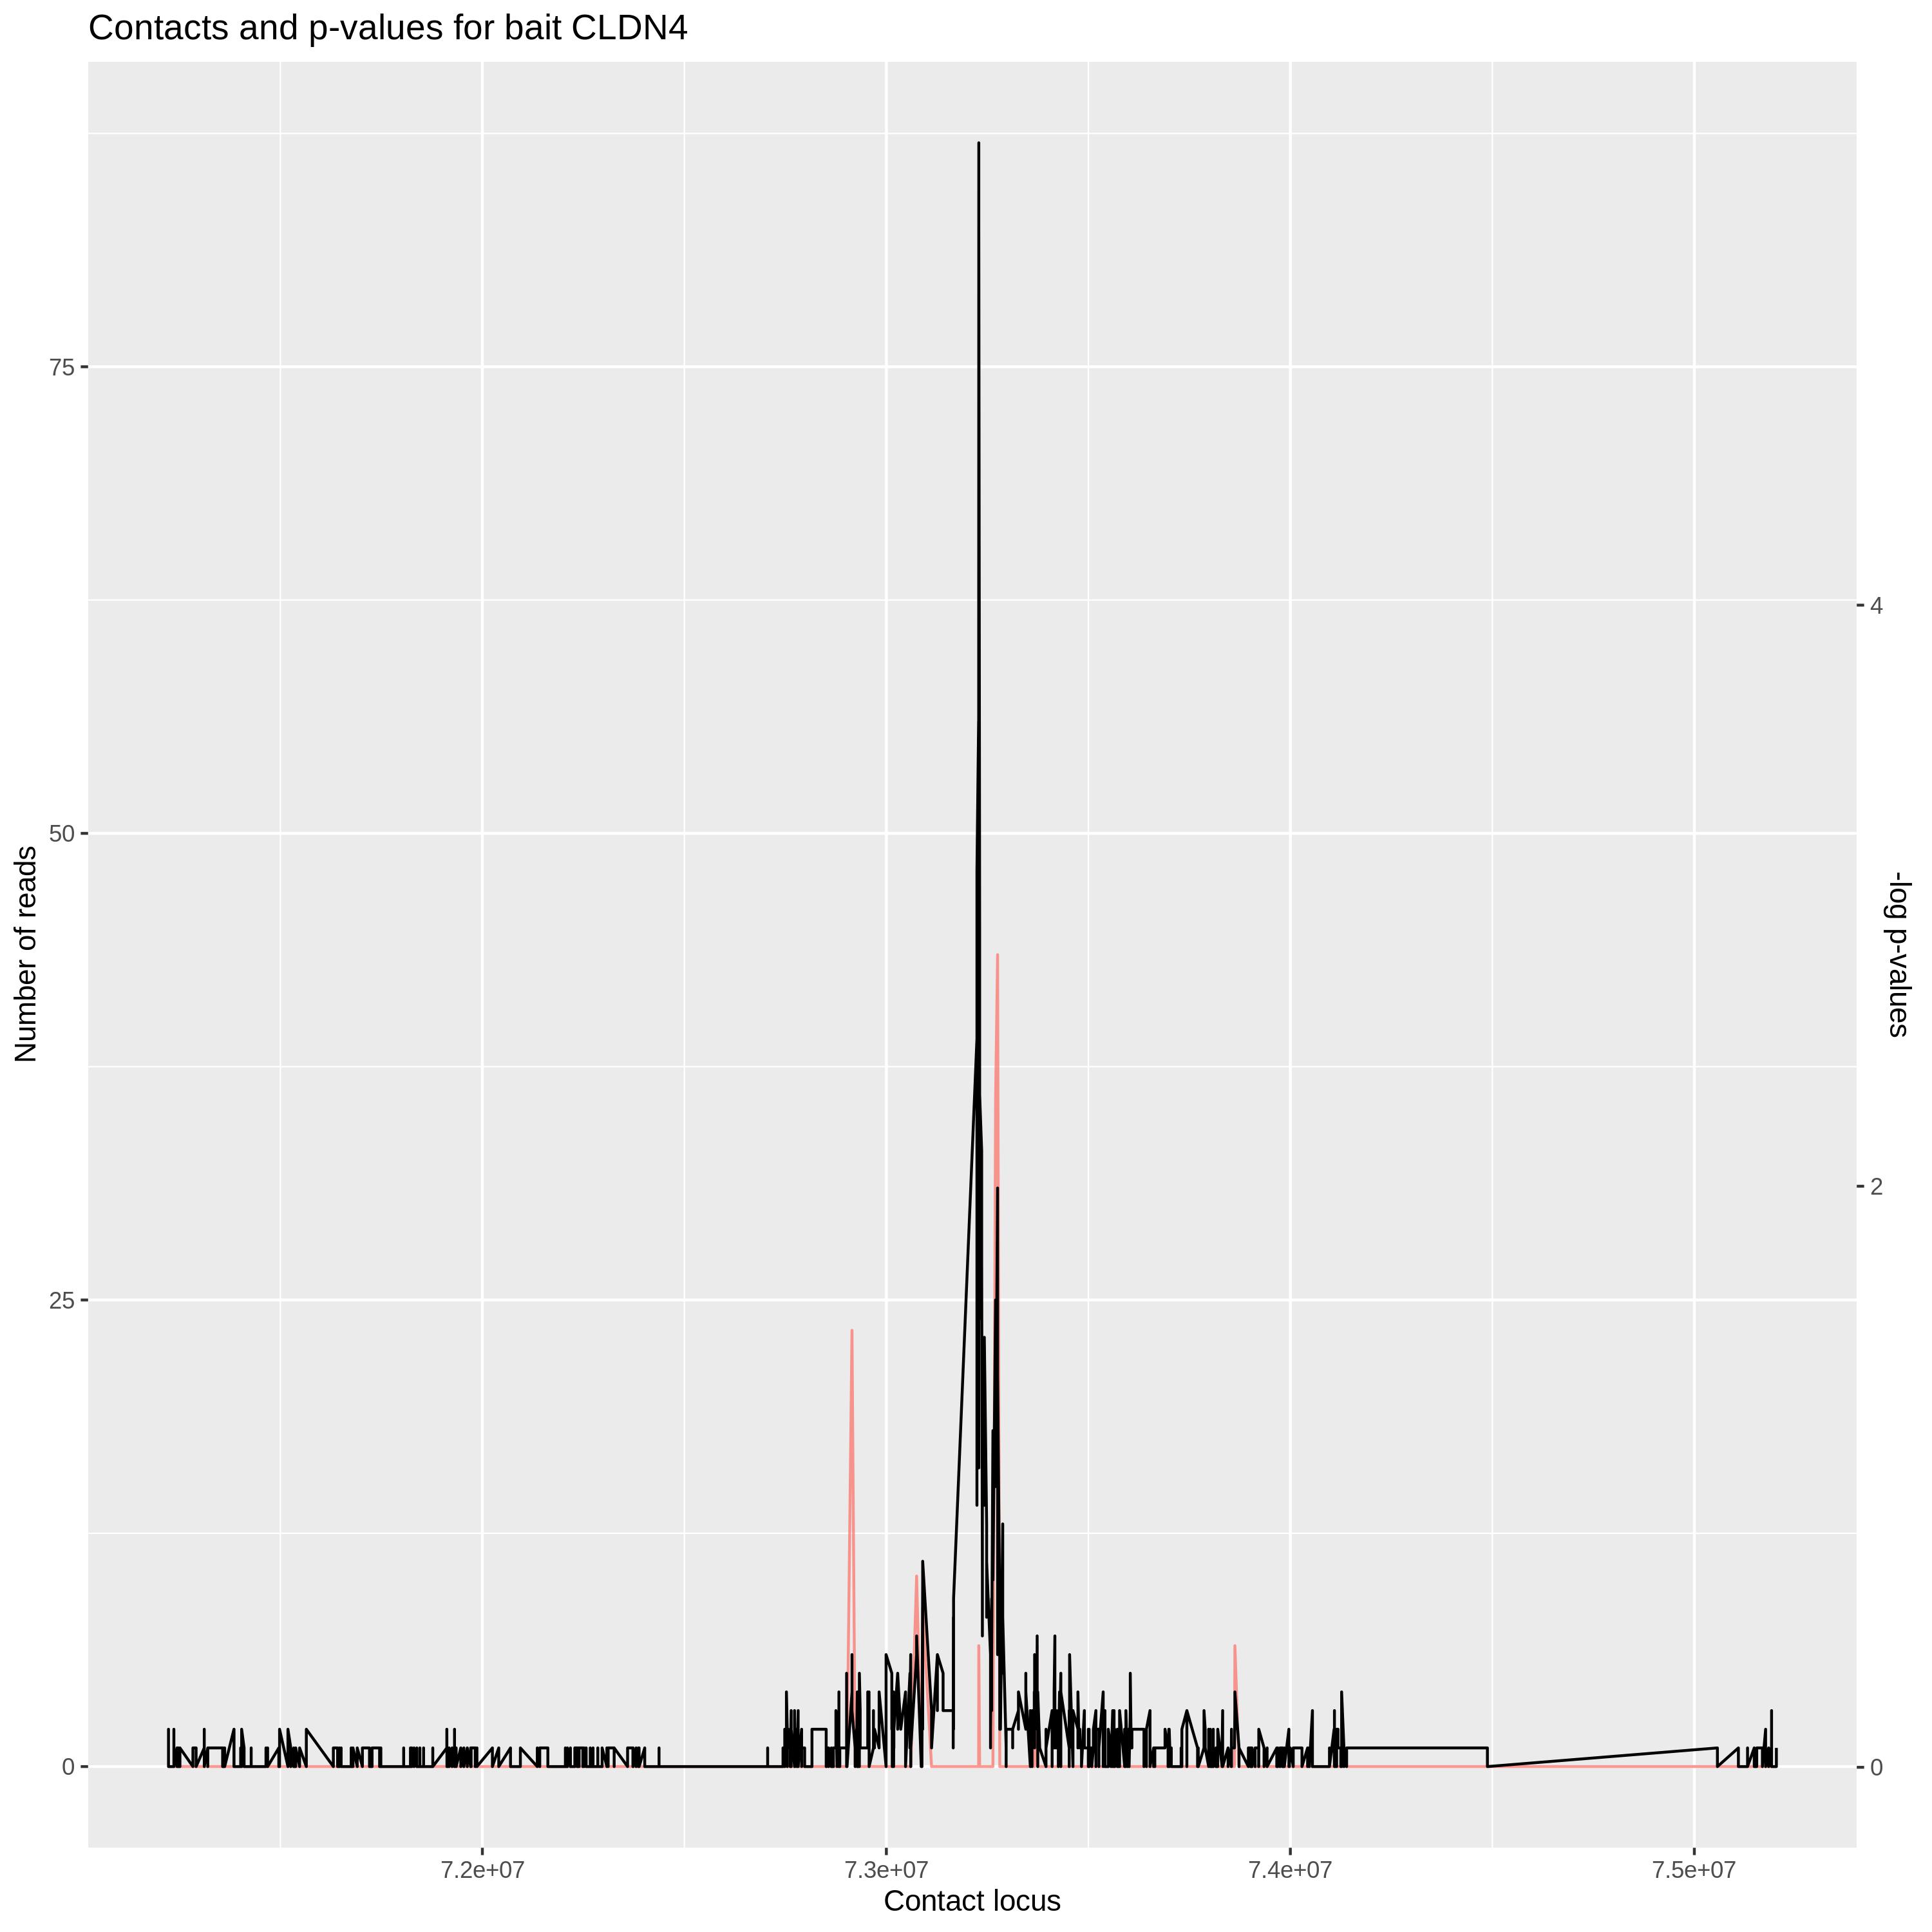 Contacts and p-values for bait CLDN4
75
50
25
0
Number of reads
4
2
0
-log p-values
7.2e+07
7.3e+07
7.4e+07
7.5e+07
Contact locus